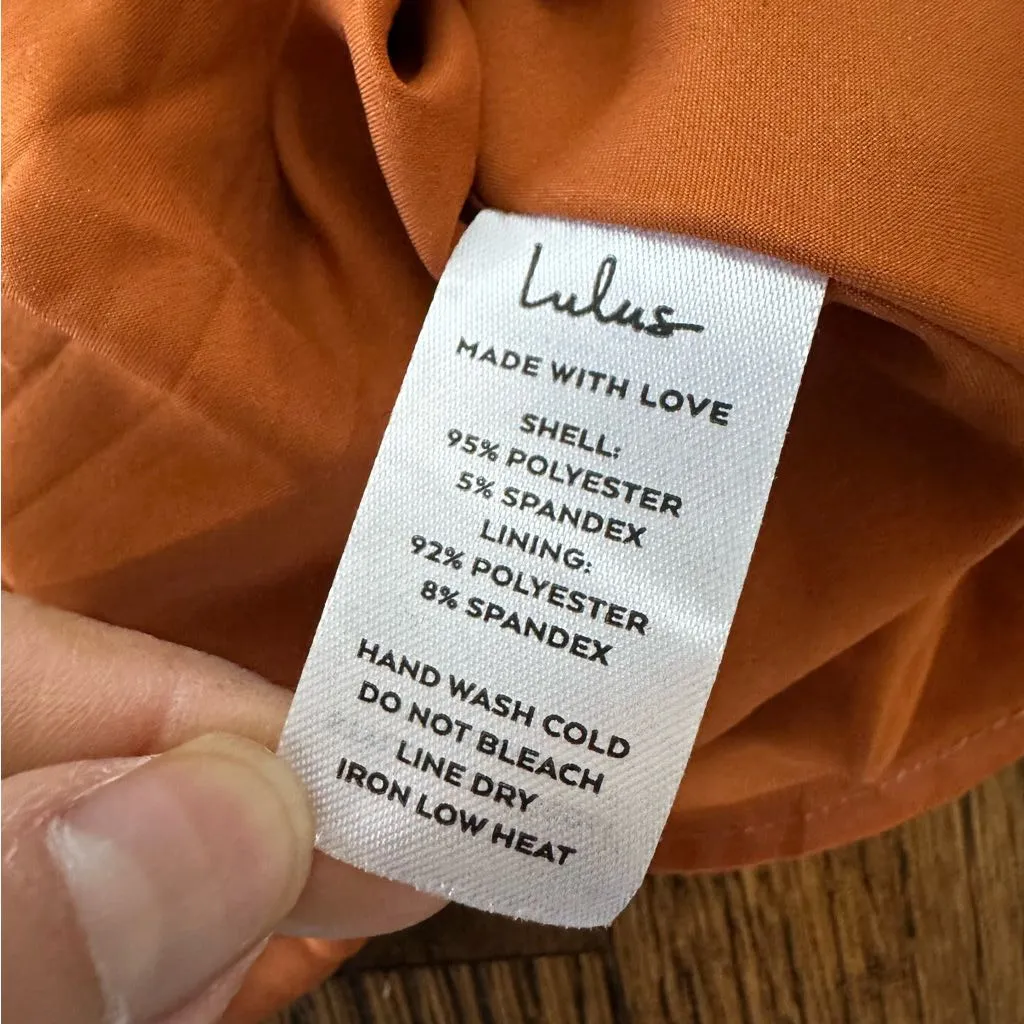 Lulus
MADE WITH LOVE
SHELL:
95% POLYESTER
5% SPANDEX
LINING:
92% POLYESTER
8% SPANDEX
HAND WASH COLD
DO NOT BLEACH
LINE DRY
IRON LOW HEAT